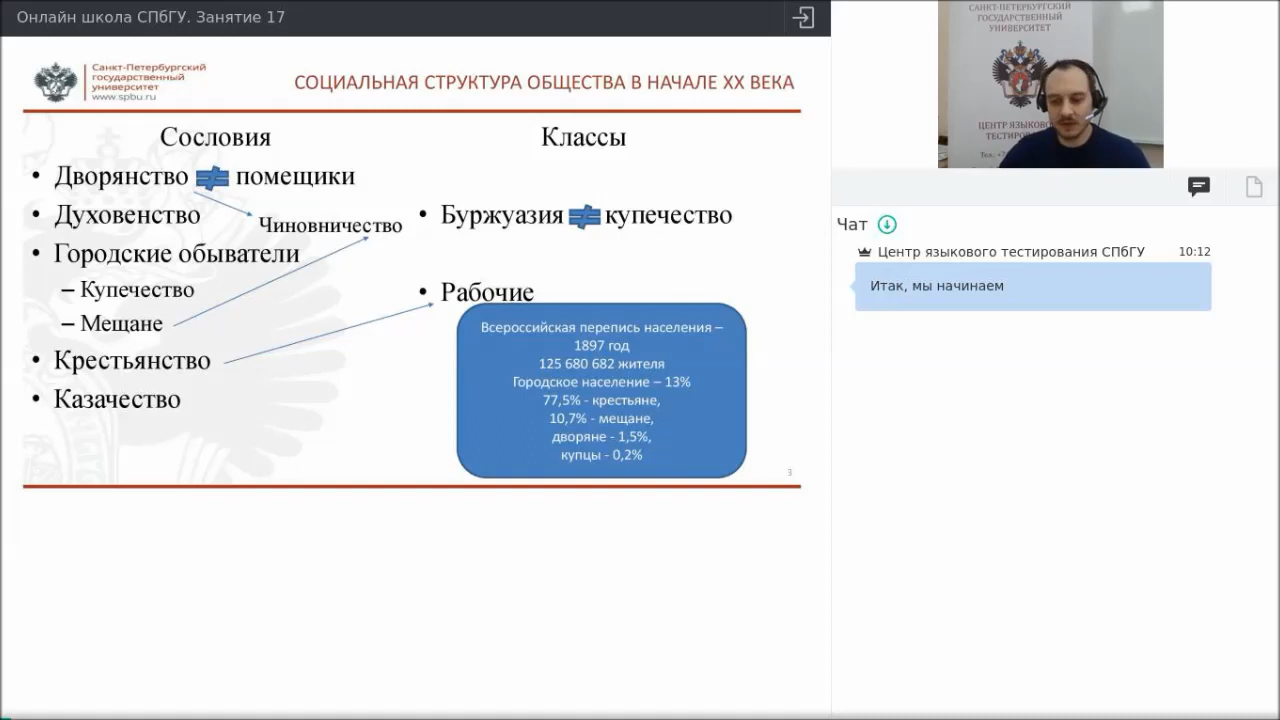 Онлайн школа СПбГУ. Занятие 17
Санкт-Петербургский
государственный
университет
www.spbu.ru
СОЦИАЛЬНАЯ СТРУКТУРА ОБЩЕСТВА В НАЧАЛЕ XX ВЕКА
Сословия
• Дворянство ≠ помещики
• Духовенство
Чиновничество
• Городские обыватели
– Купечество
– Мещане
• Крестьянство
• Казачество
Классы
• Буржуазия ≠ купечество
• Рабочие
Всероссийская перепись населения –
1897 год
125 680 682 жителя
Городское население – 13%
77,5% - крестьяне,
10,7% - мещане,
дворяне - 1,5%,
купцы - 0,2%
3
САНКТ-ПЕТЕРБУРГСКИЙ
ГОСУДАРСТВЕННЫЙ
УНИВЕРСИТЕТ
ЦЕНТР
Чат
Центр языкового тестирования СПбГУ 10:12
Итак, мы начинаем